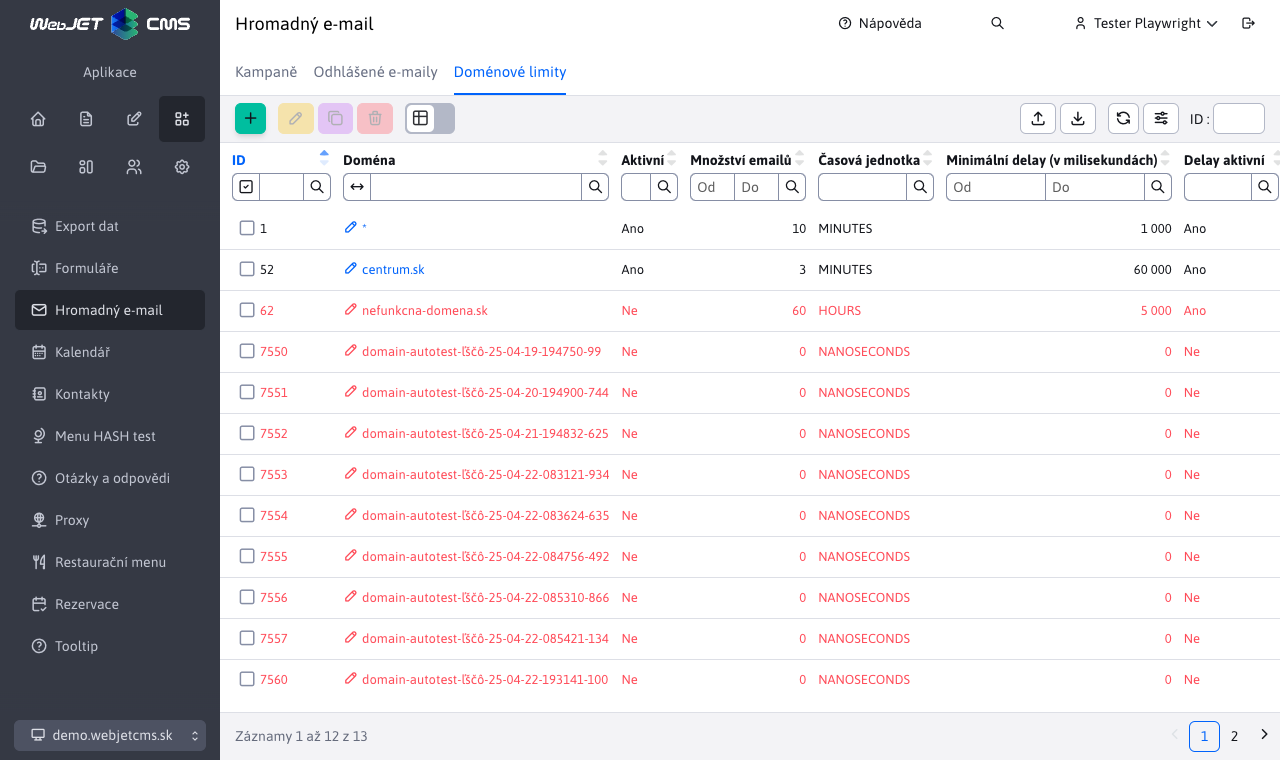 WebJET CMS
Hromadný e-mail
Nápověda
Tester Playwright
Aplikace
Kampaně Odhlášené e-maily Doménové limity
ID :
Export dat
Formuláře
Hromadný e-mail
Kalendář
Kontakty
Menu HASH test
Otázky a odpovědi
Proxy
Restaurační menu
Rezervace
Tooltip
demo.webjetcms.sk
ID Doména Aktivní Množství emailů Časová jednotka Minimální delay (v milisekundách) Delay aktivní
Od Do Od Do
1 * Ano 10 MINUTES 1 000 Ano
52 centrum.sk Ano 3 MINUTES 60 000 Ano
62 nefunkcna-domena.sk Ne 60 HOURS 5 000 Ano
7550 domain-autotest-ľščô-25-04-19-194750-99 Ne 0 NANOSECONDS 0 Ne
7551 domain-autotest-ľščô-25-04-20-194900-744 Ne 0 NANOSECONDS 0 Ne
7552 domain-autotest-ľščô-25-04-21-194832-625 Ne 0 NANOSECONDS 0 Ne
7553 domain-autotest-ľščô-25-04-22-083121-934 Ne 0 NANOSECONDS 0 Ne
7554 domain-autotest-ľščô-25-04-22-083624-635 Ne 0 NANOSECONDS 0 Ne
7555 domain-autotest-ľščô-25-04-22-084756-492 Ne 0 NANOSECONDS 0 Ne
7556 domain-autotest-ľščô-25-04-22-085310-866 Ne 0 NANOSECONDS 0 Ne
7557 domain-autotest-ľščô-25-04-22-085421-134 Ne 0 NANOSECONDS 0 Ne
7560 domain-autotest-ľščô-25-04-22-193141-100 Ne 0 NANOSECONDS 0 Ne
Záznamy 1 až 12 z 13
1 2